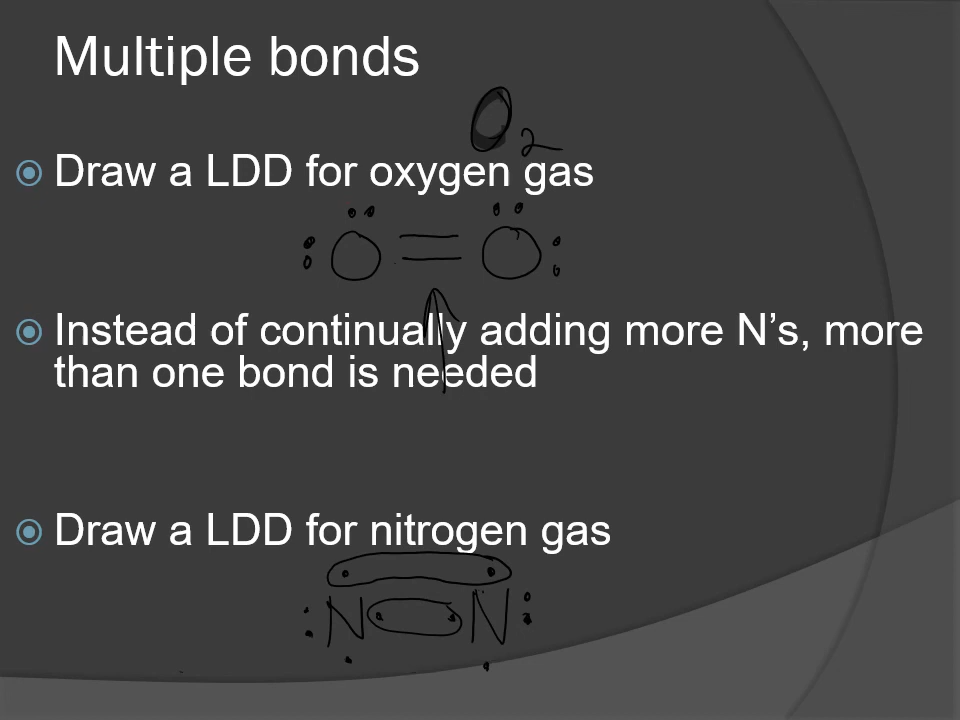 Multiple bonds
O2
Draw a LDD for oxygen gas
O = O
Instead of continually adding more N’s, more
than one bond is needed
Draw a LDD for nitrogen gas
N N